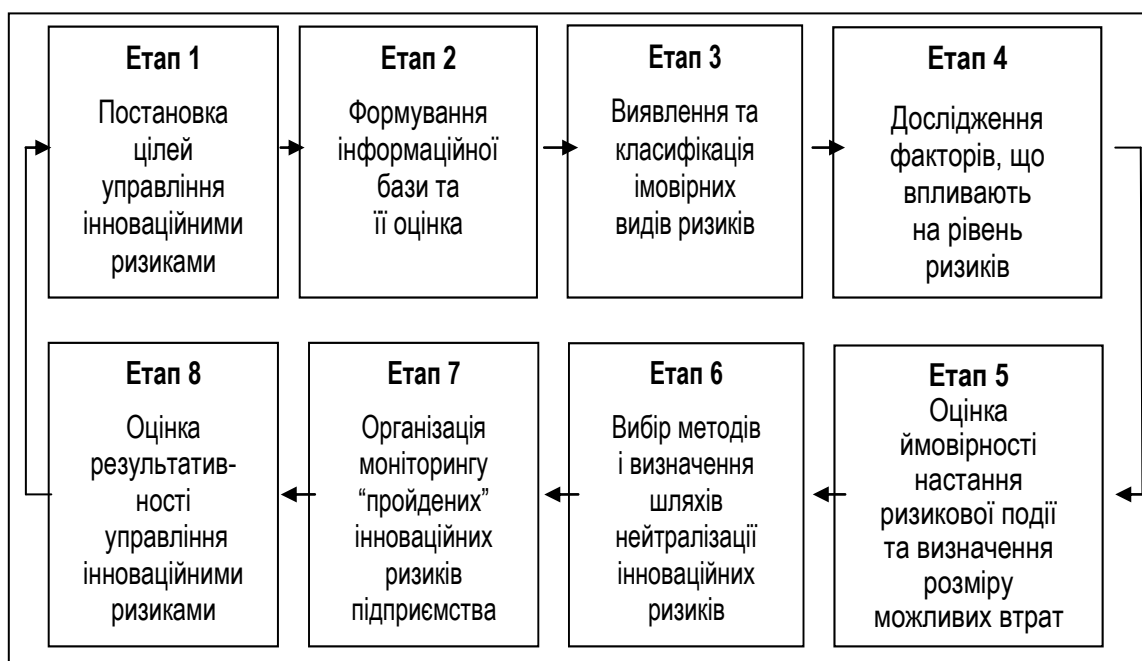 Етап 1
Постановка
цілей
управління
інноваційними
ризиками
Етап 2
Формування
інформаційної
бази та
її оцінка
Етап 3
Виявлення та
класифікація
імовірних
видів ризиків
Етап 4
Дослідження
факторів, що
впливають
на рівень
ризиків
Етап 5
Оцінка
ймовірності
настання
ризикової події
та визначення
розміру
можливих втрат
Етап 6
Вибір методів
і визначення
шляхів
нейтралізації
інноваційних
ризиків
Етап 7
Організація
моніторингу
“пройдених”
інноваційних
ризиків
підприємства
Етап 8
Оцінка
результатив-
ності
управління
інноваційними
ризиками